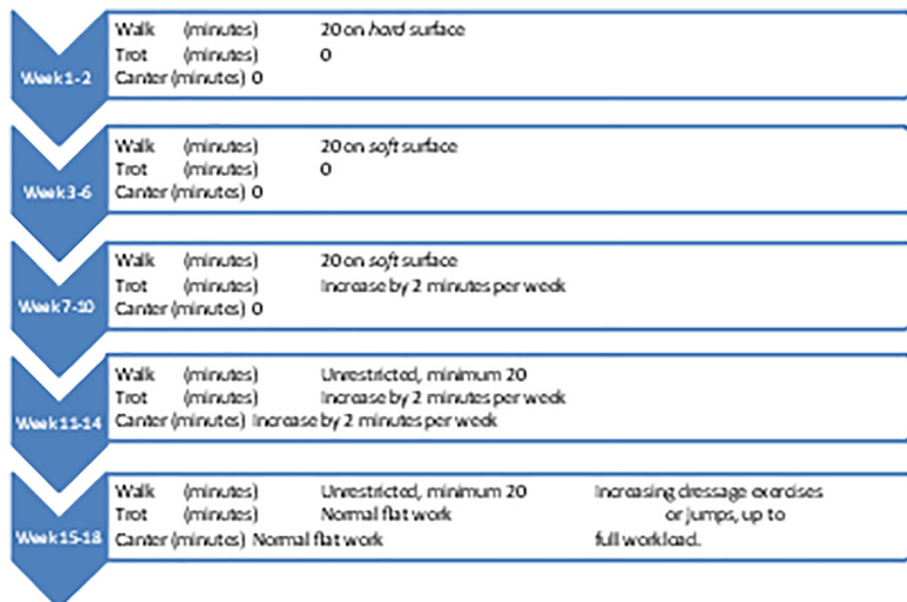 Week 1-2
Walk (minutes) 20 on hard surface
Trot (minutes) 0
Canter (minutes) 0
Week 3-6
Walk (minutes) 20 on soft surface
Trot (minutes) 0
Canter (minutes) 0
Week 7-10
Walk (minutes) 20 on soft surface
Trot (minutes) Increase by 2 minutes per week
Canter (minutes) 0
Week 11-14
Walk (minutes) Unrestricted, minimum 20
Trot (minutes) Increase by 2 minutes per week
Canter (minutes) Increase by 2 minutes per week
Week 15-18
Walk (minutes) Unrestricted, minimum 20 Increasing dressage exercises
Trot (minutes) Normal flat work or jumps, up to
Canter (minutes) Normal flat work full workload.